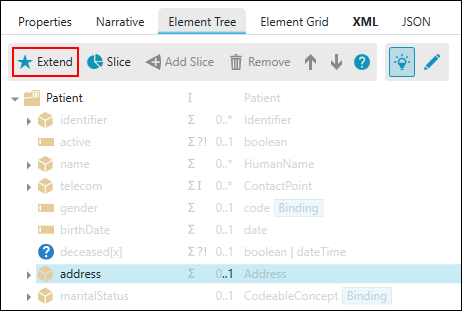 Properties Narrative Element Tree Element Grid XML JSON
Extend Slice Add Slice Remove ?
Patient I Patient
identifier Σ 0..* Identifier
active Σ ?! 0..1 boolean
name Σ 0..* HumanName
telecom Σ I 0..* ContactPoint
gender Σ 0..1 code Binding
birthDate Σ 0..1 date
? deceased[x] Σ ?! 0..1 boolean | dateTime
address Σ 0..1 Address
maritalStatus 0..1 CodeableConcept Binding